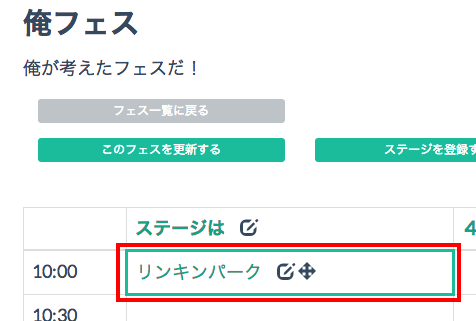 俺フェス
俺が考えたフェスだ！
フェス一覧に戻る
このフェスを更新する
ステージを登録す
ステージは
4
10:00
リンキンパーク
10:30